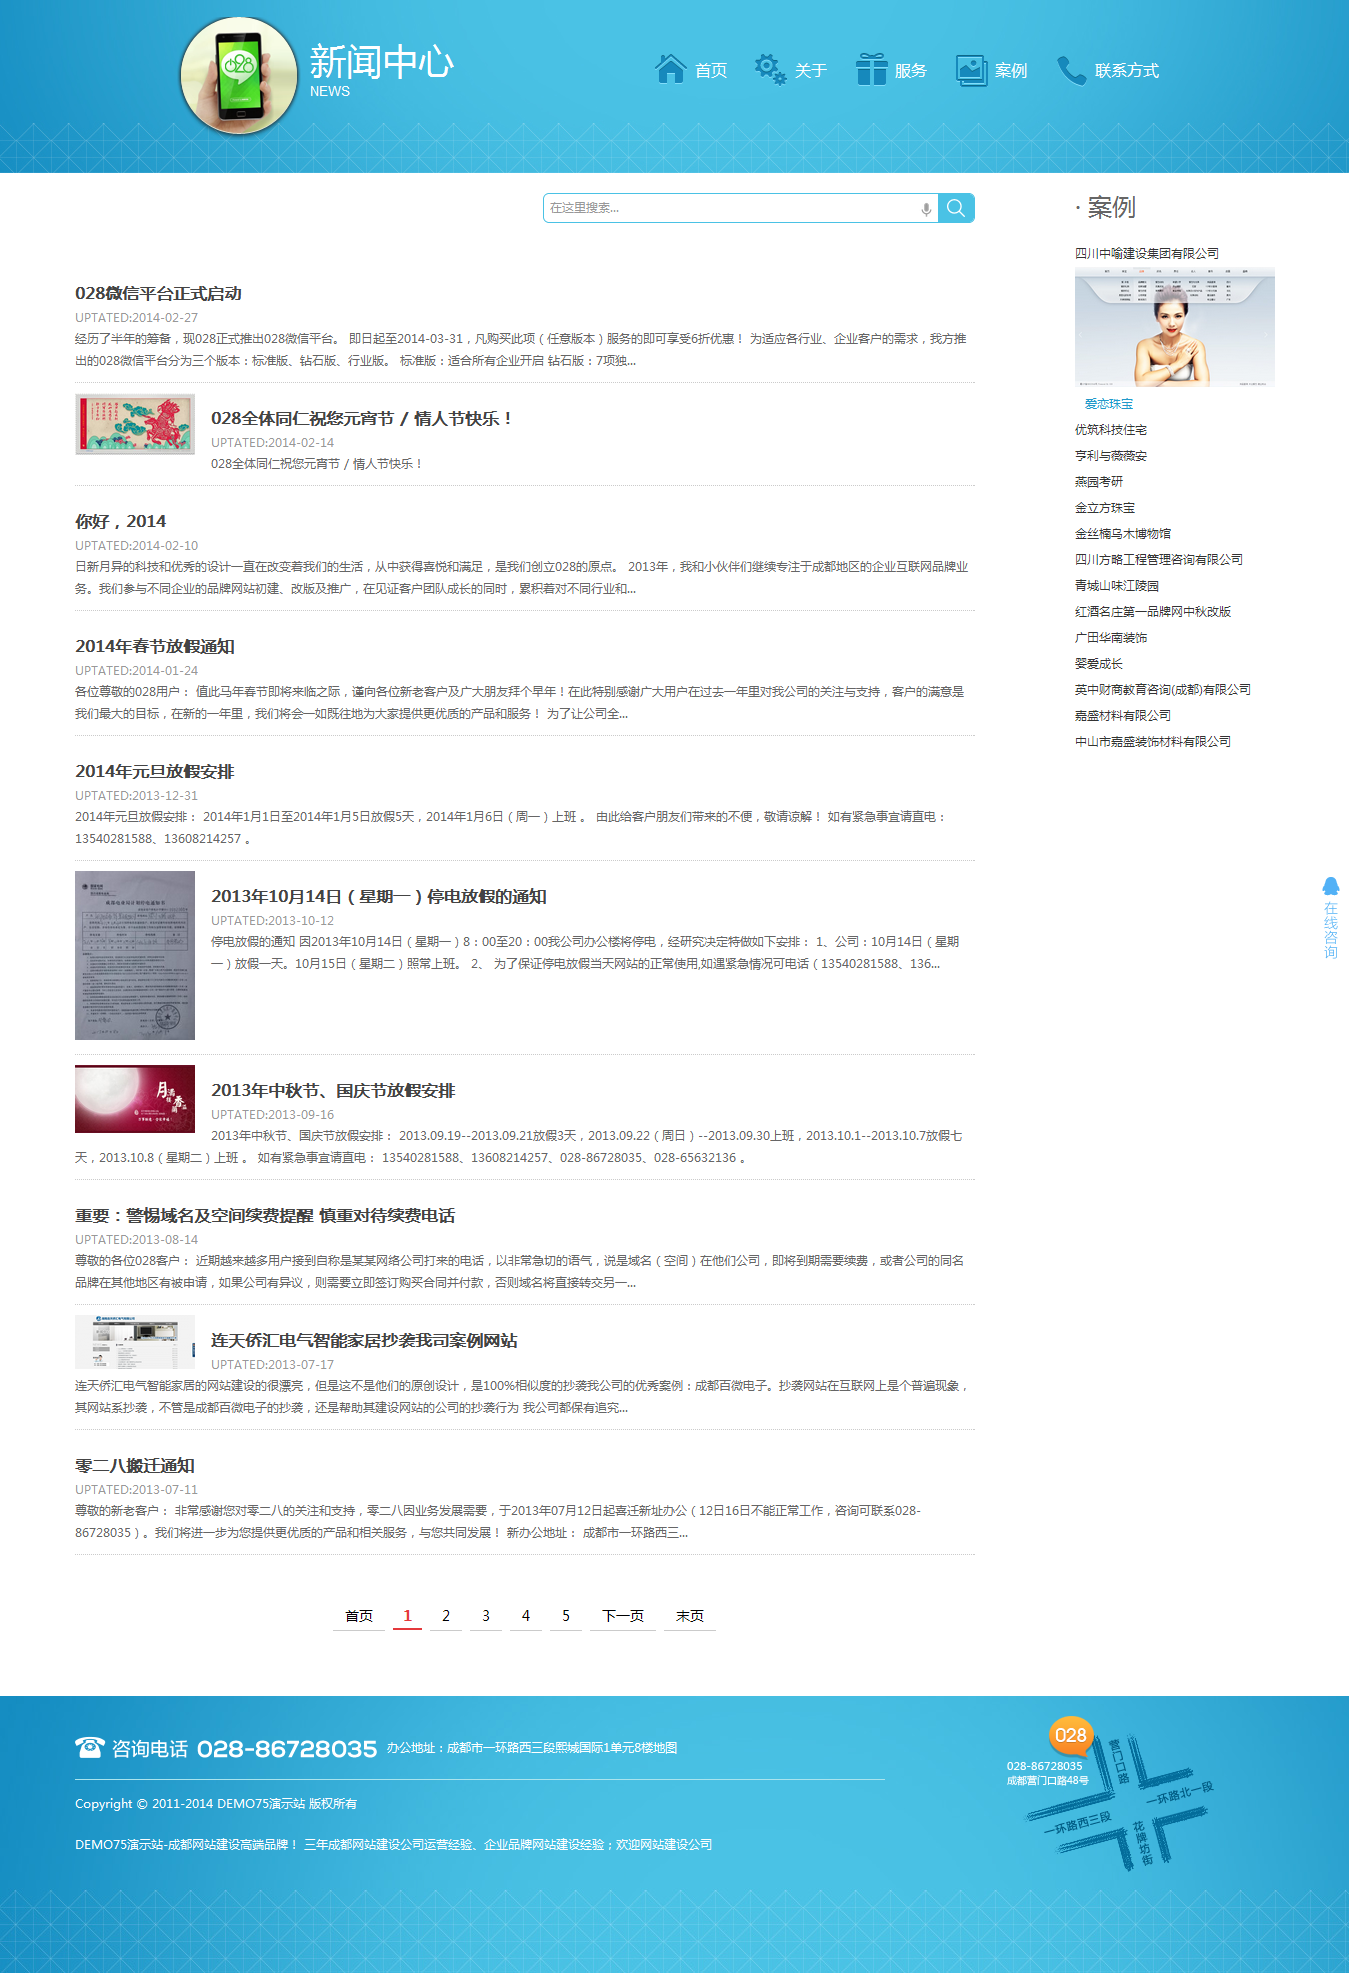 新闻中心
NEWS
首页
关于
服务
案例
联系方式
在这里搜索...
028微信平台正式启动
UPTATED:2014-02-27
经历了半年的筹备，现028正式推出028微信平台。 即日起至2014-03-31，凡购买此项（任意版本）服务的即可享受6折优惠！ 为适应各行业、企业客户的需求，我方推
出的028微信平台分为三个版本：标准版、钻石版、行业版。 标准版：适合所有企业开启 钻石版：7项独...
028全体同仁祝您元宵节 / 情人节快乐！
UPTATED:2014-02-14
028全体同仁祝您元宵节 / 情人节快乐！
你好，2014
UPTATED:2014-02-10
日新月异的科技和优秀的设计一直在改变着我们的生活，从中获得喜悦和满足，是我们创立028的原点。 2013年，我和小伙伴们继续专注于成都地区的企业互联网品牌业
务。我们参与不同企业的品牌网站初建、改版及推广，在见证客户团队成长的同时，累积着对不同行业和...
2014年春节放假通知
UPTATED:2014-01-24
各位尊敬的028用户： 值此马年春节即将来临之际，谨向各位新老客户及广大朋友拜个早年！在此特别感谢广大用户在过去一年里对我公司的关注与支持，客户的满意是
我们最大的目标，在新的一年里，我们将会一如既往地为大家提供更优质的产品和服务！ 为了让公司全...
2014年元旦放假安排
UPTATED:2013-12-31
2014年元旦放假安排： 2014年1月1日至2014年1月5日放假5天，2014年1月6日（周一）上班 。 由此给客户朋友们带来的不便，敬请谅解！ 如有紧急事宜请直电：
13540281588、13608214257 。
2013年10月14日（星期一）停电放假的通知
UPTATED:2013-10-12
停电放假的通知 因2013年10月14日（星期一）8：00至20：00我公司办公楼将停电，经研究决定特做如下安排： 1、公司：10月14日（星期
一）放假一天。10月15日（星期二）照常上班。 2、 为了保证停电放假当天网站的正常使用,如遇紧急情况可电话（13540281588、136...
2013年中秋节、国庆节放假安排
UPTATED:2013-09-16
2013年中秋节、国庆节放假安排： 2013.09.19--2013.09.21放假3天，2013.09.22（周日）--2013.09.30上班，2013.10.1--2013.10.7放假七
天，2013.10.8（星期二）上班 。 如有紧急事宜请直电： 13540281588、13608214257、028-86728035、028-65632136 。
重要：警惕域名及空间续费提醒 慎重对待续费电话
UPTATED:2013-08-14
尊敬的各位028客户： 近期越来越多用户接到自称是某某网络公司打来的电话，以非常急切的语气，说是域名（空间）在他们公司，即将到期需要续费，或者公司的同名
品牌在其他地区有被申请，如果公司有异议，则需要立即签订购买合同并付款，否则域名将直接转交另一...
连天侨汇电气智能家居抄袭我司案例网站
UPTATED:2013-07-17
连天侨汇电气智能家居的网站建设的很漂亮，但是这不是他们的原创设计，是100%相似度的抄袭我公司的优秀案例：成都百微电子。抄袭网站在互联网上是个普遍现象，
其网站系抄袭，不管是成都百微电子的抄袭，还是帮助其建设网站的公司的抄袭行为 我公司都保有追究...
零二八搬迁通知
UPTATED:2013-07-11
尊敬的新老客户： 非常感谢您对零二八的关注和支持，零二八因业务发展需要，于2013年07月12日起喜迁新址办公（12日16日不能正常工作，咨询可联系028-
86728035）。我们将进一步为您提供更优质的产品和相关服务，与您共同发展！ 新办公地址： 成都市一环路西三...
首页 1 2 3 4 5 下一页 末页
· 案例
四川中喻建设集团有限公司
爱恋珠宝
优筑科技住宅
亨利与薇薇安
燕园考研
金立方珠宝
金丝楠乌木博物馆
四川方略工程管理咨询有限公司
青城山味江陵园
红酒名庄第一品牌网中秋改版
广田华南装饰
婴爱成长
英中财商教育咨询(成都)有限公司
嘉盛材料有限公司
中山市嘉盛装饰材料有限公司
在线咨询
咨询电话 028-86728035 办公地址：成都市一环路西三段熙城国际1单元8楼地图
Copyright © 2011-2014 DEMO75演示站 版权所有
DEMO75演示站-成都网站建设高端品牌！ 三年成都网站建设公司运营经验、企业品牌网站建设经验；欢迎网站建设公司
028
028-86728035
成都营门口路48号
营门口路
一环路北一段
一环路西三段
花牌坊街